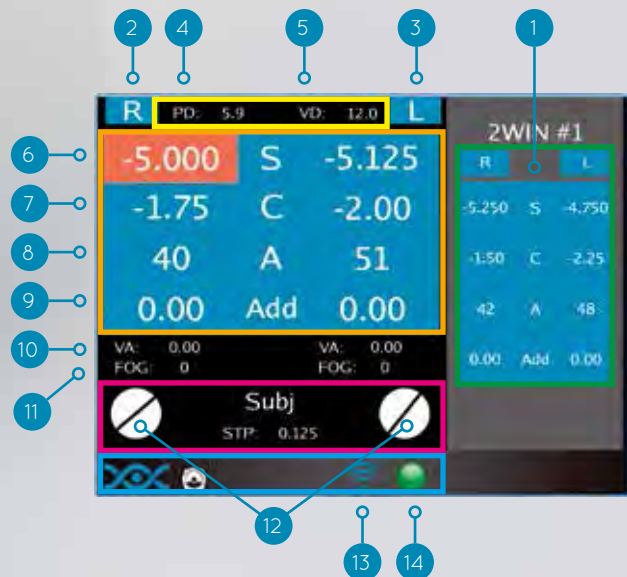 2 4 5 3 1
R PD: 5.9 VD: 12.0 L
2WIN #1
R L
6 -5.000 S -5.125
-5.250 S -4.750
7 -1.75 C -2.00
-1.50 C -2.25
8 40 A 51
42 A 48
9 0.00 Add 0.00
0.00 Add 0.00
10 VA: 0.00 VA: 0.00
11 FOG: 0 FOG: 0
Subj
STP: 0.125
12
13 14